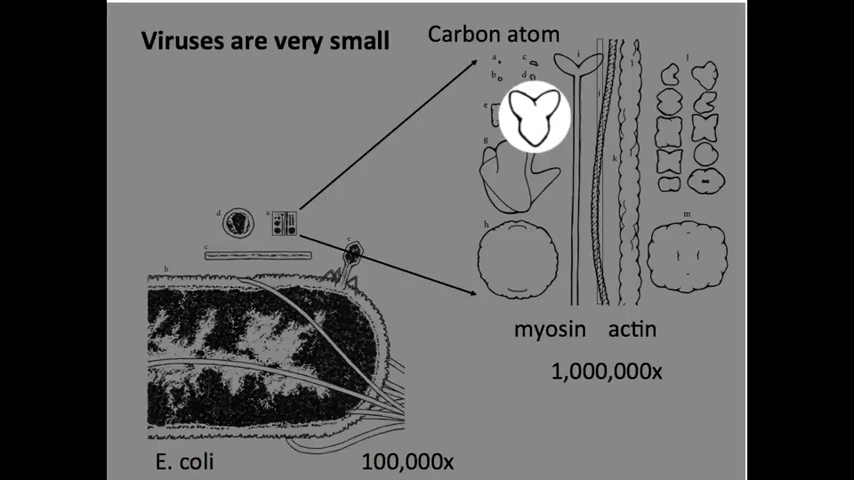 Viruses are very small
Carbon atom
a
c
i
b
d
e
l
j
g
k
d
a
h
m
c
e
b
myosin actin
1,000,000x
E. coli
100,000x